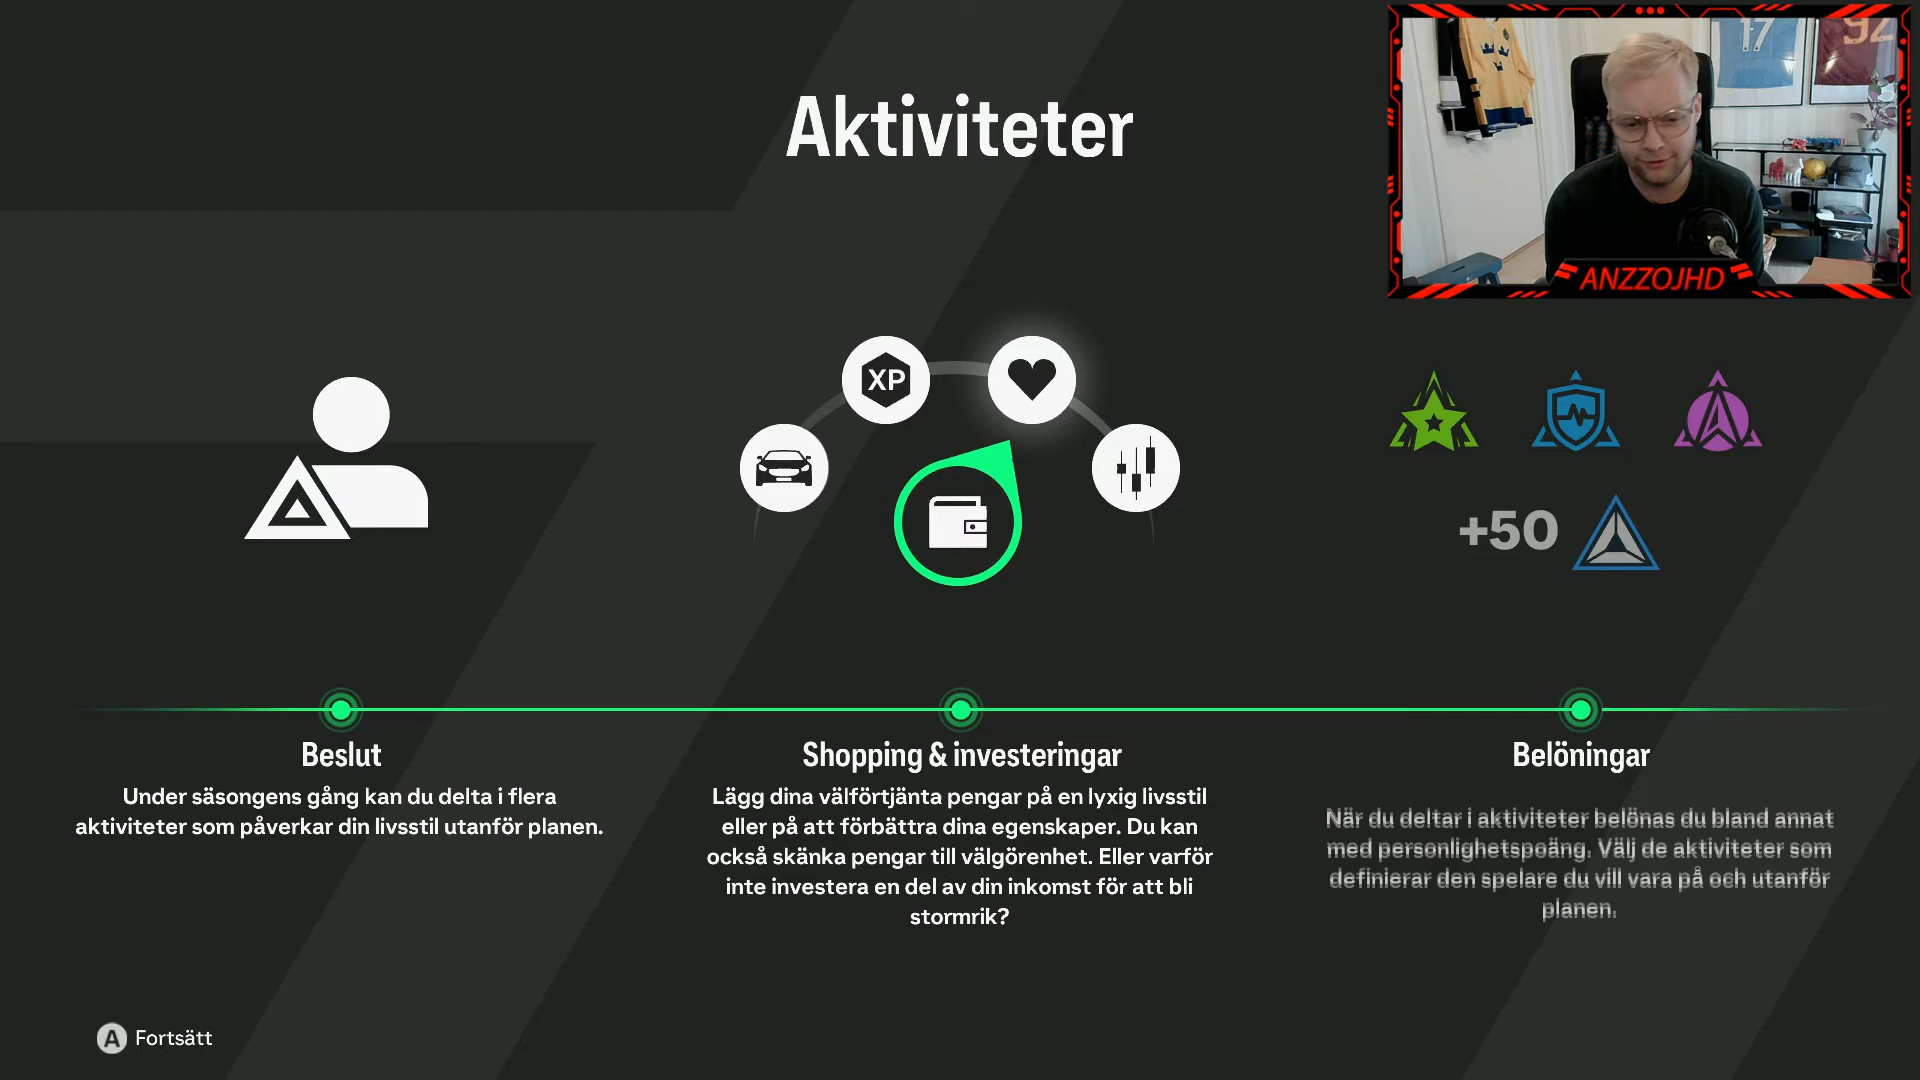 Aktiviteter
17
92
ANZZOJHD
XP
+50
Beslut
Under säsongens gång kan du delta i flera
aktiviteter som påverkar din livsstil utanför planen.
Shopping & investeringar
Lägg dina välförtjänta pengar på en lyxig livsstil
eller på att förbättra dina egenskaper. Du kan
också skänka pengar till välgörenhet. Eller varför
inte investera en del av din inkomst för att bli
stormrik?
Belöningar
När du deltar i aktiviteter belönas du bland annat
med personlighetspoäng. Välj de aktiviteter som
definierar den spelare du vill vara på och utanför
planen.
A Fortsätt